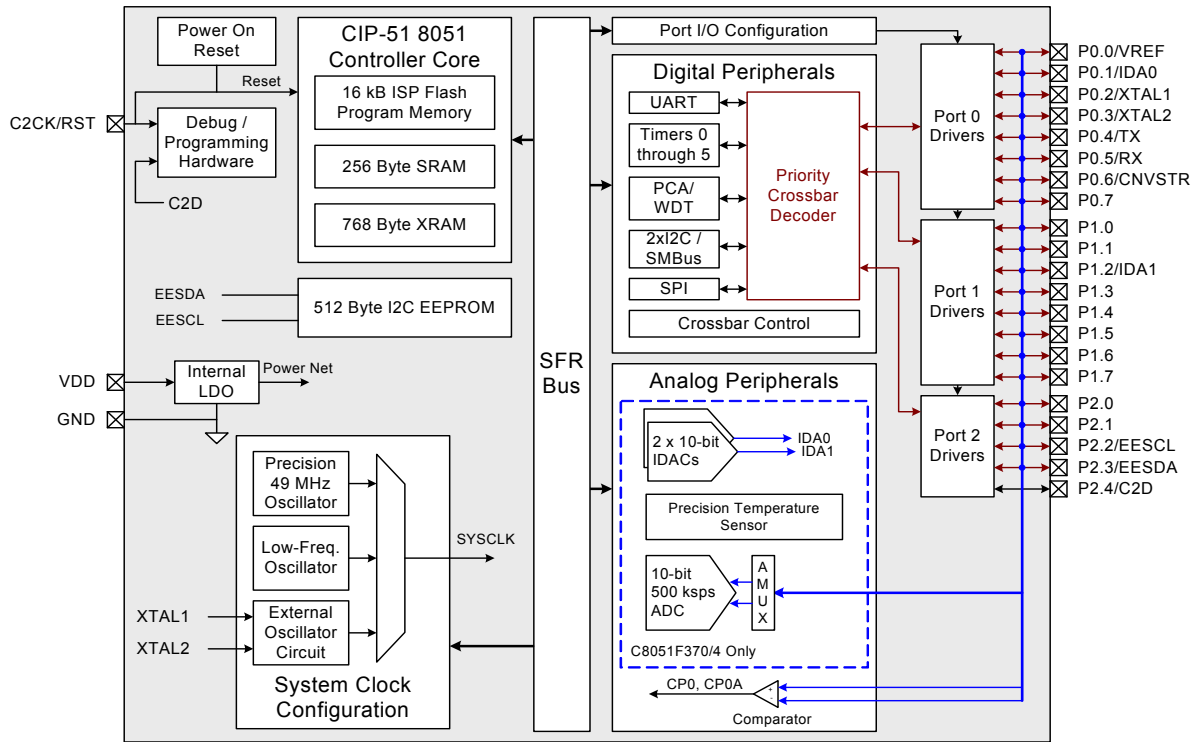 Power On
Reset
Reset
C2CK/RST
Debug /
Programming
Hardware
C2D
CIP-51 8051
Controller Core
16 kB ISP Flash
Program Memory
256 Byte SRAM
768 Byte XRAM
EESDA
EESCL
512 Byte I2C EEPROM
VDD
GND
Internal
LDO
Power Net
Precision
49 MHz
Oscillator
Low-Freq.
Oscillator
XTAL1
XTAL2
External
Oscillator
Circuit
SYSCLK
System Clock
Configuration
SFR
Bus
Port I/O Configuration
Digital Peripherals
UART
Timers 0
through 5
PCA/
WDT
2xI2C /
SMBus
SPI
Priority
Crossbar
Decoder
Crossbar Control
Analog Peripherals
2 x 10-bit
IDACs
IDA0
IDA1
Precision Temperature
Sensor
10-bit
500 ksps
ADC
A
M
U
X
C8051F370/4 Only
CP0, CP0A
+
-
Comparator
Port 0
Drivers
Port 1
Drivers
Port 2
Drivers
P0.0/VREF
P0.1/IDA0
P0.2/XTAL1
P0.3/XTAL2
P0.4/TX
P0.5/RX
P0.6/CNVSTR
P0.7
P1.0
P1.1
P1.2/IDA1
P1.3
P1.4
P1.5
P1.6
P1.7
P2.0
P2.1
P2.2/EESCL
P2.3/EESDA
P2.4/C2D